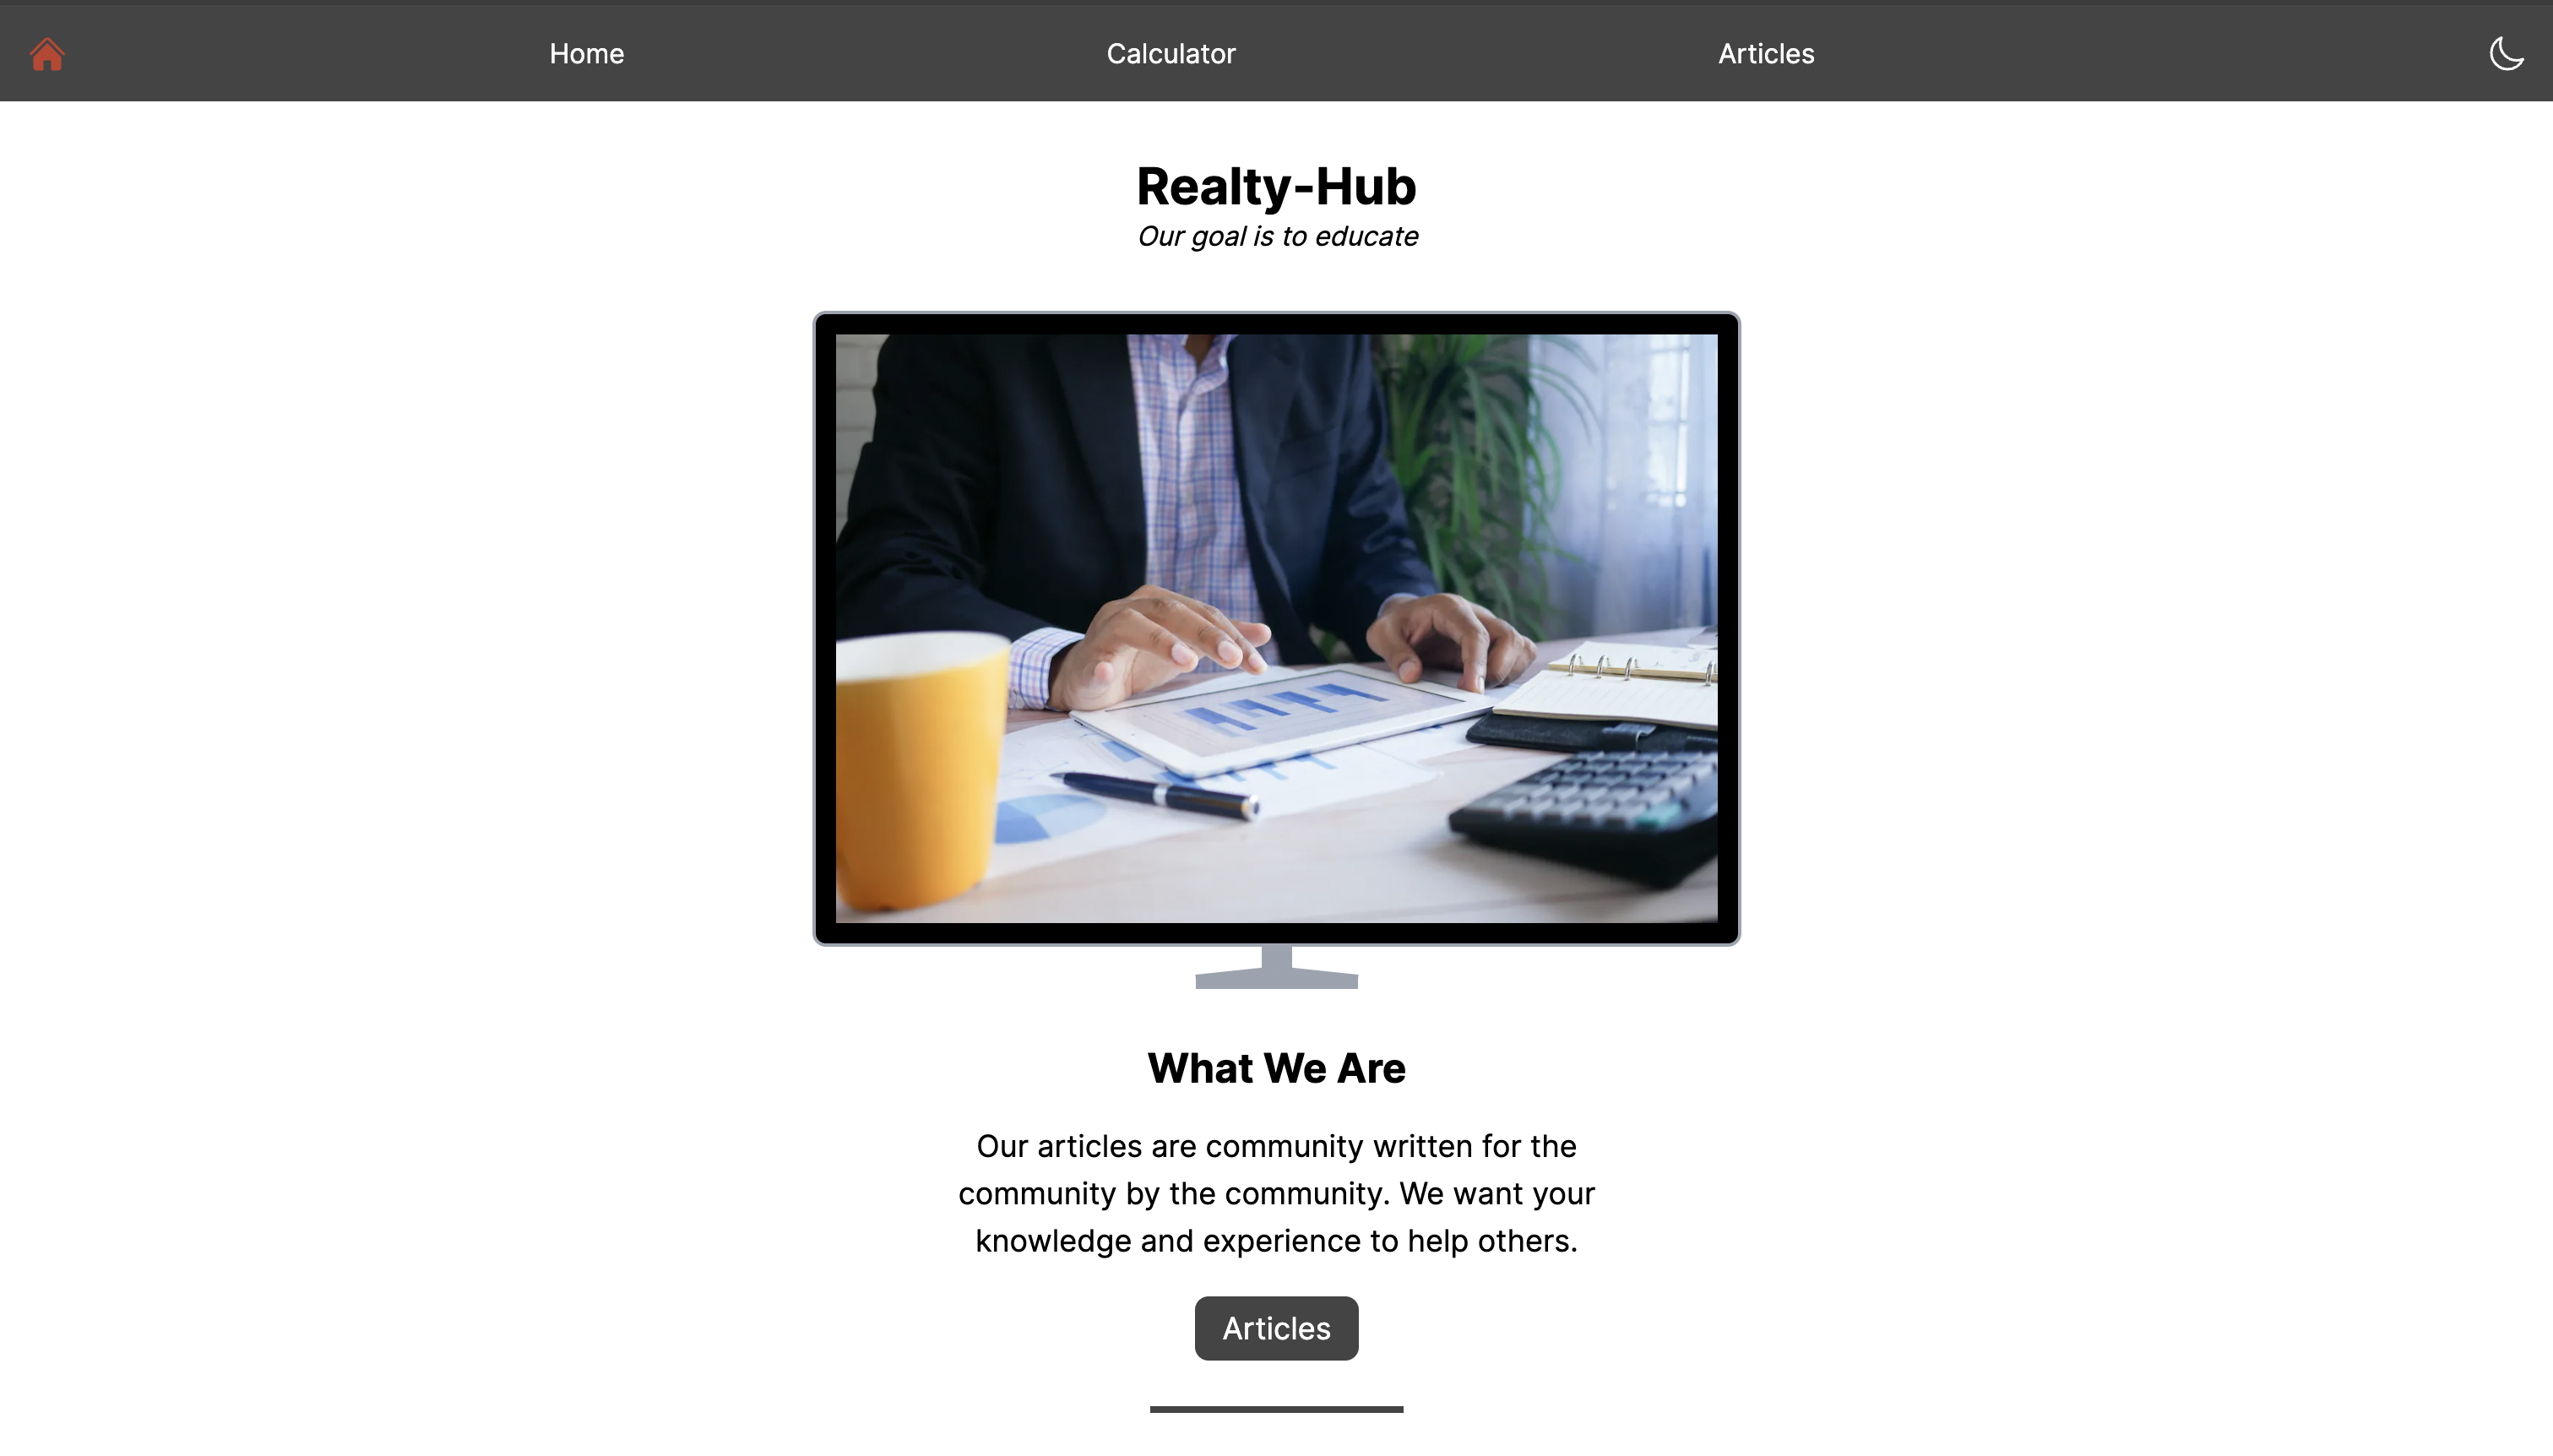 Home Calculator Articles
Realty-Hub
Our goal is to educate
What We Are
Our articles are community written for the
community by the community. We want your
knowledge and experience to help others.
Articles